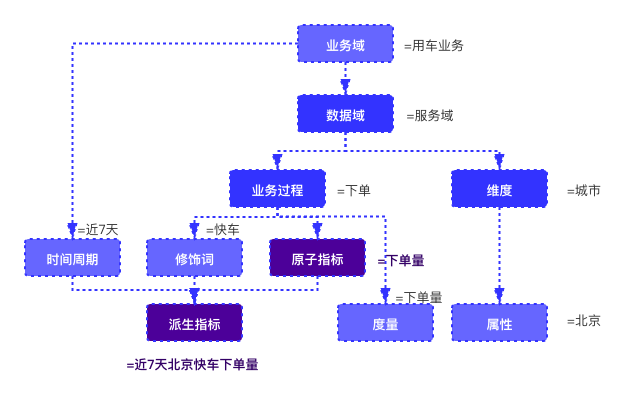 业务域
=用车业务
数据域
=服务域
业务过程
=下单
维度
=城市
=近7天
=快车
时间周期
修饰词
原子指标
=下单量
=下单量
派生指标
度量
属性
=北京
=近7天北京快车下单量